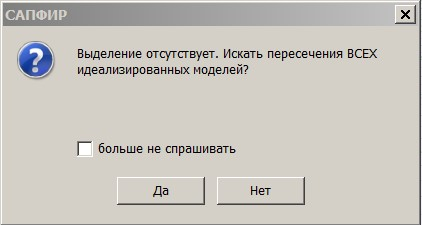 САПФИР
Выделение отсутствует. Искать пересечения ВСЕХ
идеализированных моделей?
больше не спрашивать
Да
Нет